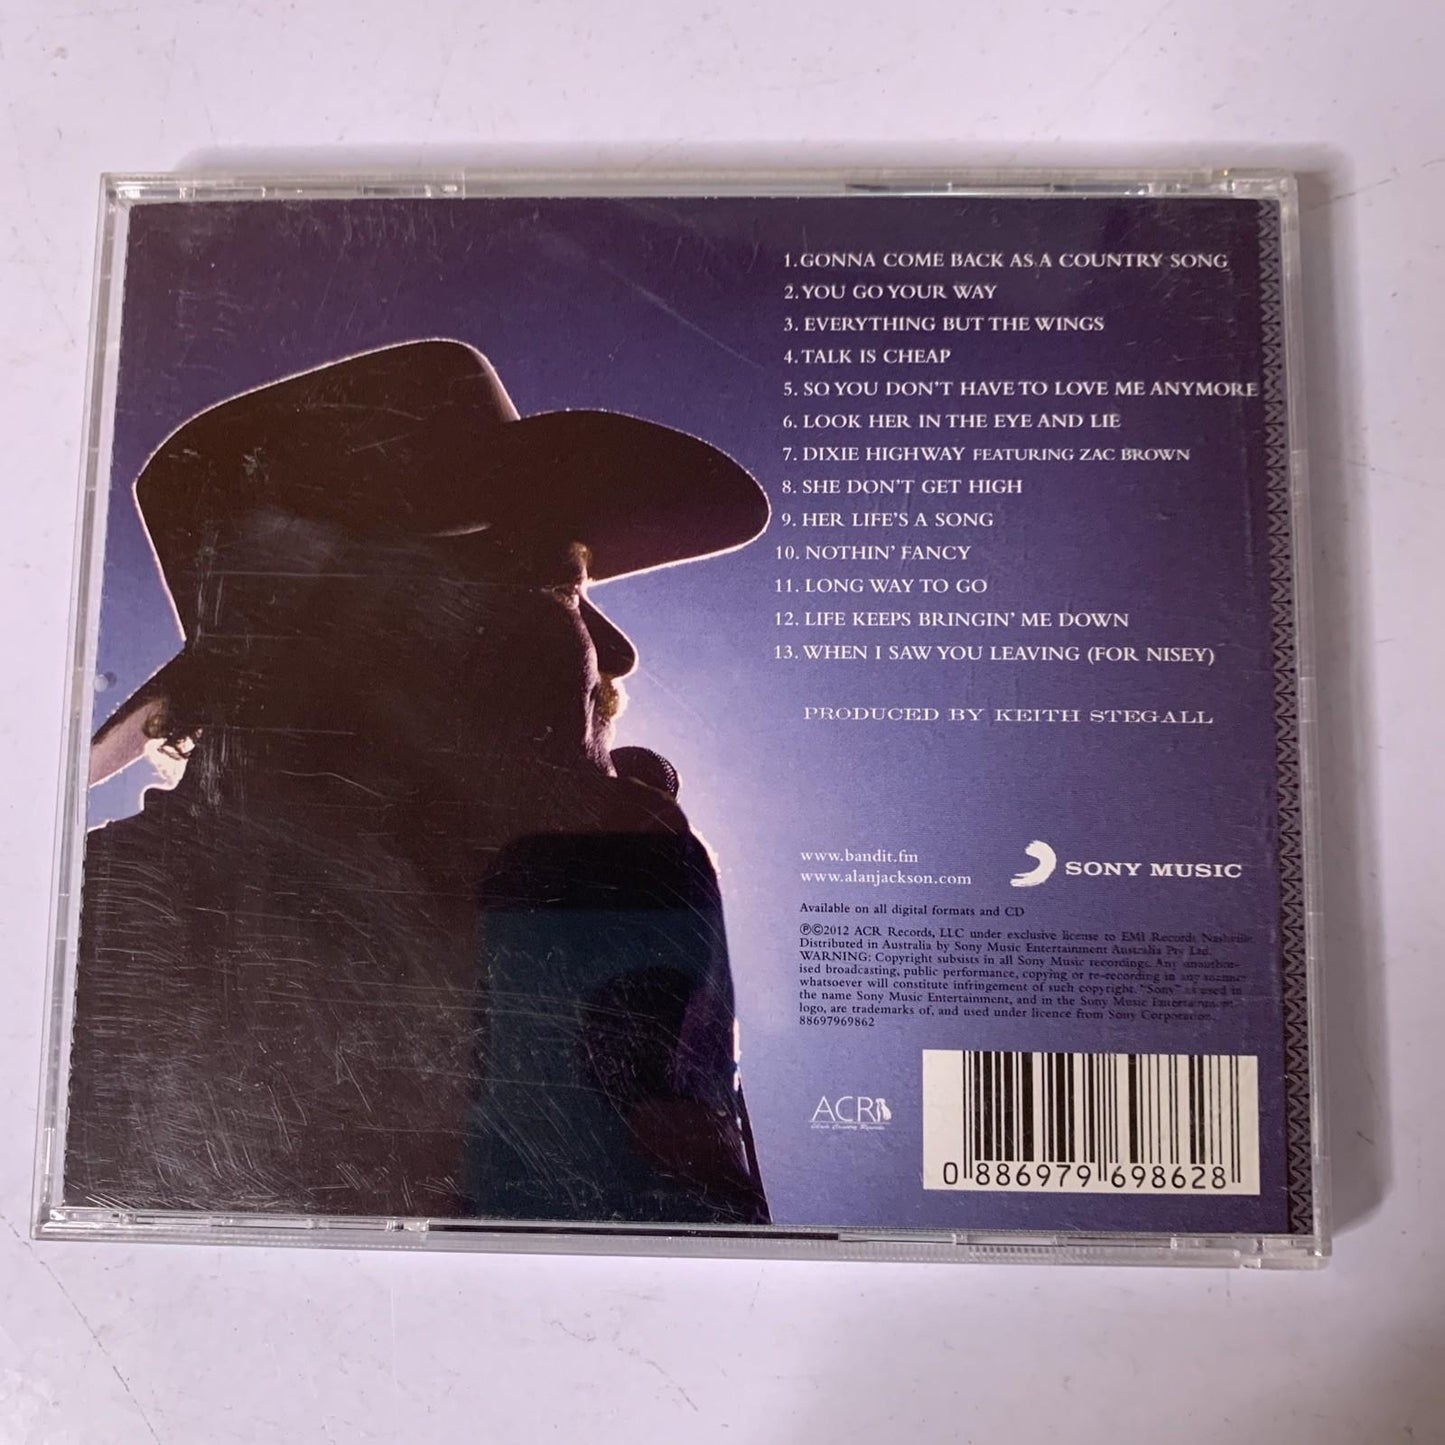 1. GONNA COME BACK AS A COUNTRY SONG
2. YOU GO YOUR WAY
3. EVERYTHING BUT THE WINGS
4. TALK IS CHEAP
5. SO YOU DON'T HAVE TO LOVE ME ANYMORE
6. LOOK HER IN THE EYE AND LIE
7. DIXIE HIGHWAY FEATURING ZAC BROWN
8. SHE DON'T GET HIGH
9. HER LIFE'S A SONG
10. NOTHIN' FANCY
11. LONG WAY TO GO
12. LIFE KEEPS BRINGIN' ME DOWN
13. WHEN I SAW YOU LEAVING (FOR NISEY)
PRODUCED BY KEITH STEGALL
www.bandit.fm
www.alanjackson.com
SONY MUSIC
Available on all digital formats and CD
℗©2012 ACR Records, LLC under exclusive license to EMI Records Nashville.
Distributed in Australia by Sony Music Entertainment Australia Pty Ltd.
WARNING: Copyright subsists in all Sony Music recordings. Any unauthor-
ised broadcasting, public performance, copying or re-recording in any manner
whatsoever will constitute infringement of such copyright. "Sony" as used in
the name Sony Music Entertainment, and in the Sony Music Entertainment
logo, are trademarks of, and used under licence from Sony Corporation.
88697969862
ACR
Alan's Country Records
0 886979 698628